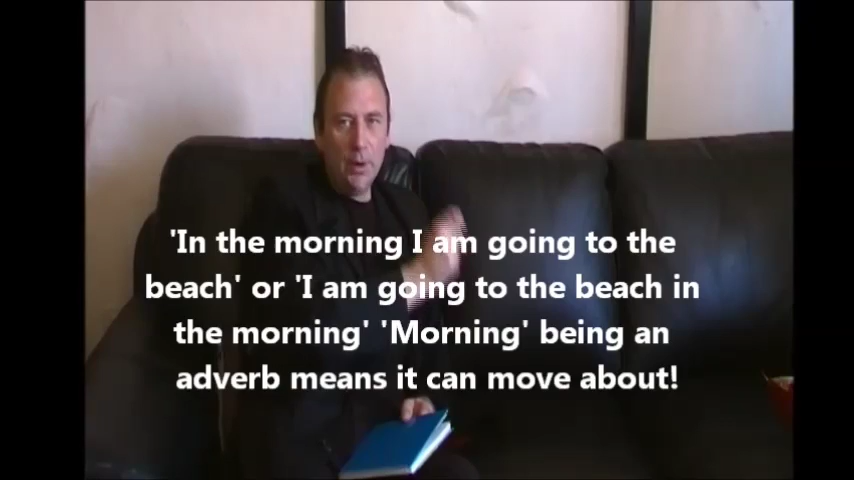 'In the morning I am going to the
beach' or 'I am going to the beach in
the morning' 'Morning' being an
adverb means it can move about!